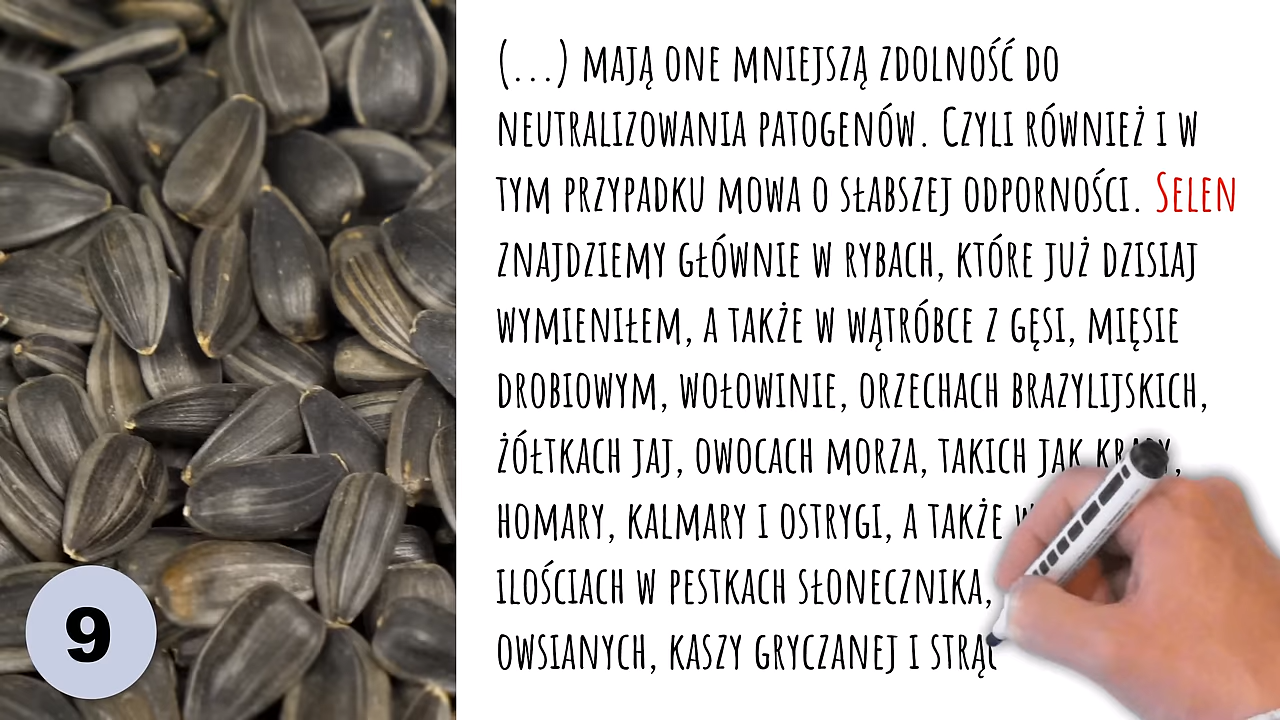 (...) MAJĄ ONE MNIEJSZĄ ZDOLNOŚĆ DO
NEUTRALIZOWANIA PATOGENÓW. CZYLI RÓWNIEŻ I W
TYM PRZYPADKU MOWA O SŁABSZEJ ODPORNOŚCI. SELEN
ZNAJDZIEMY GŁÓWNIE W RYBACH, KTÓRE JUŻ DZISIAJ
WYMIENIŁEM, A TAKŻE W WĄTRÓBCE Z GĘSI, MIĘSIE
DROBIOWYM, WOŁOWINIE, ORZECHACH BRAZYLIJSKICH,
ŻÓŁTKACH JAJ, OWOCACH MORZA, TAKICH JAK KRABY,
HOMARY, KALMARY I OSTRYGI, A TAKŻE W
ILOŚCIACH W PESTKACH SŁONECZNIKA,
OWSIANYCH, KASZY GRYCZANEJ I
9